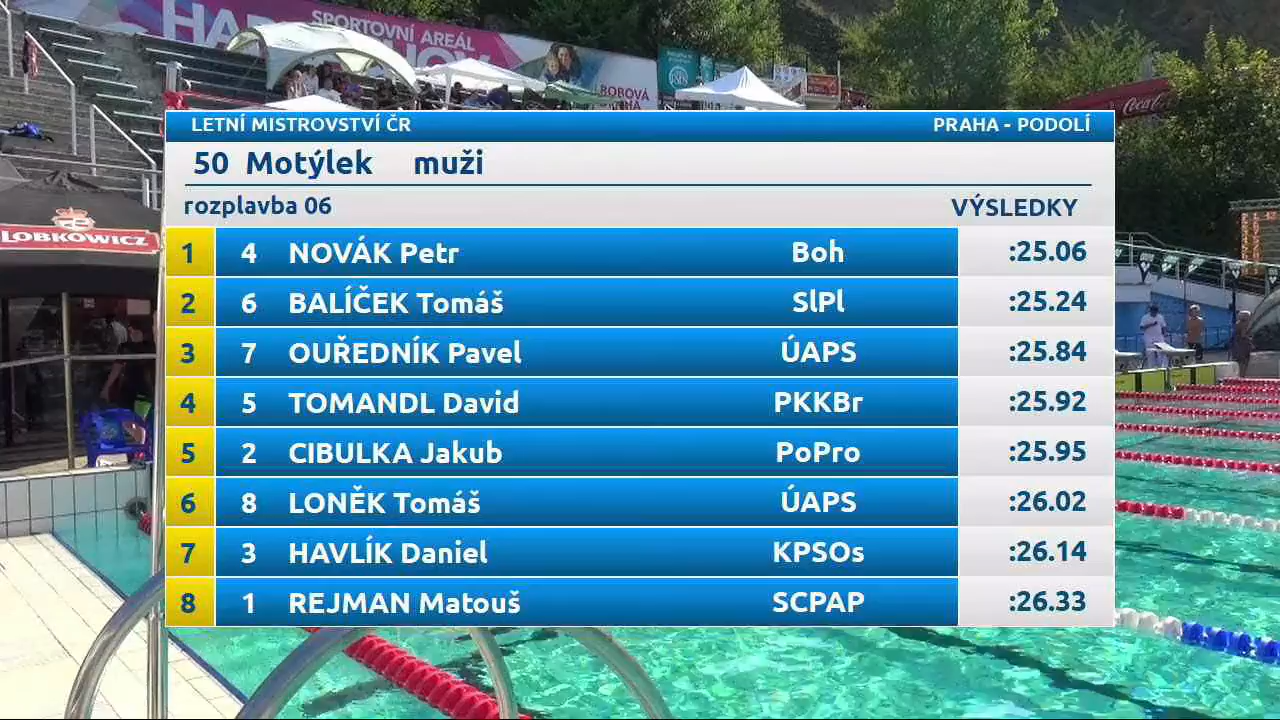 SPORTOVNÍ AREÁL
BOBOVÁ
Coca-Cola
LOBKOWICZ
LETNÍ MISTROVSTVÍ ČR PRAHA - PODOLÍ
50 Motýlek muži
rozplavba 06 VÝSLEDKY
1 4 NOVÁK Petr Boh :25.06
2 6 BALÍČEK Tomáš SlPl :25.24
3 7 OUŘEDNÍK Pavel ÚAPS :25.84
4 5 TOMANDL David PKKBr :25.92
5 2 CIBULKA Jakub PoPro :25.95
6 8 LONĚK Tomáš ÚAPS :26.02
7 3 HAVLÍK Daniel KPSOs :26.14
8 1 REJMAN Matouš SCPAP :26.33